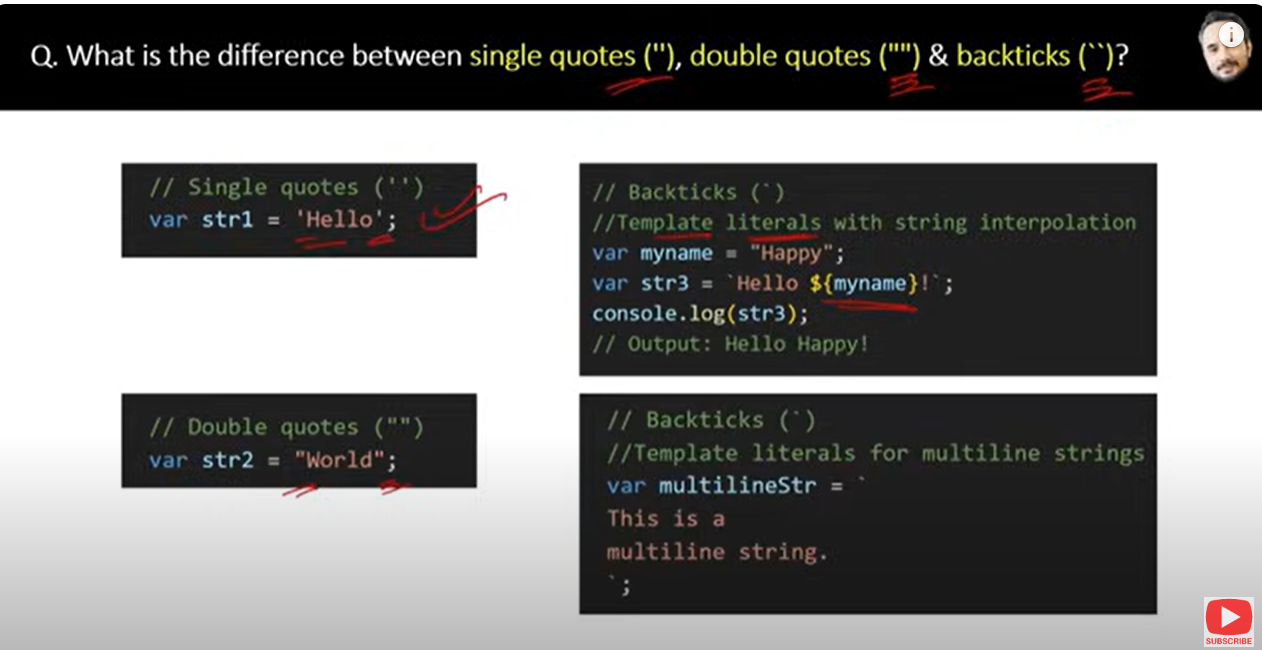 Q. What is the difference between single quotes (''), double quotes ("") & backticks (``)?
i
// Single quotes ('')
var str1 = 'Hello';
// Double quotes ("")
var str2 = "World";
// Backticks (`)
//Template literals with string interpolation
var myname = "Happy";
var str3 = `Hello ${myname}!`;
console.log(str3);
// Output: Hello Happy!
// Backticks (`)
//Template literals for multiline strings
var multilineStr = `
This is a
multiline string.
`;
SUBSCRIBE